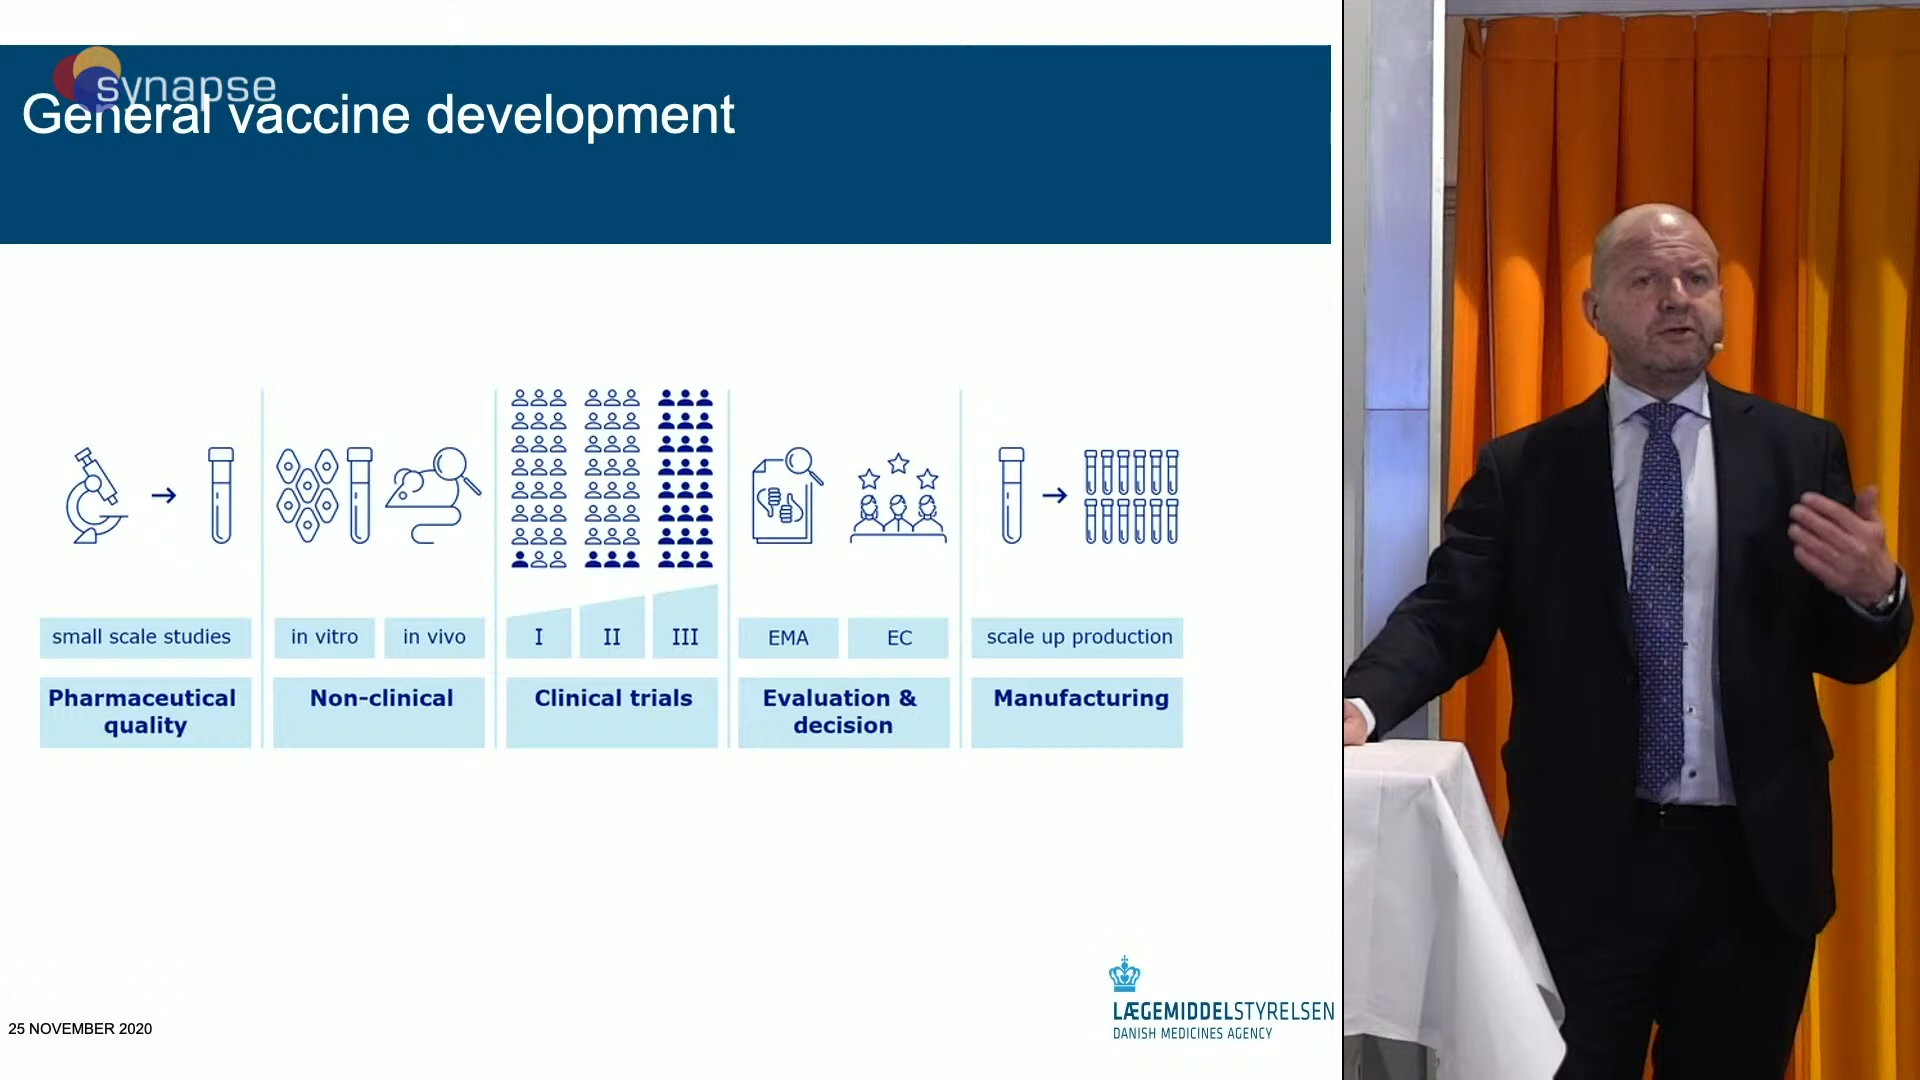 synapse
General vaccine development
small scale studies
in vitro
in vivo
I
II
III
EMA
EC
scale up production
Pharmaceutical
quality
Non-clinical
Clinical trials
Evaluation &
decision
Manufacturing
25 NOVEMBER 2020
LÆGEMIDDELSTYRELSEN
DANISH MEDICINES AGENCY